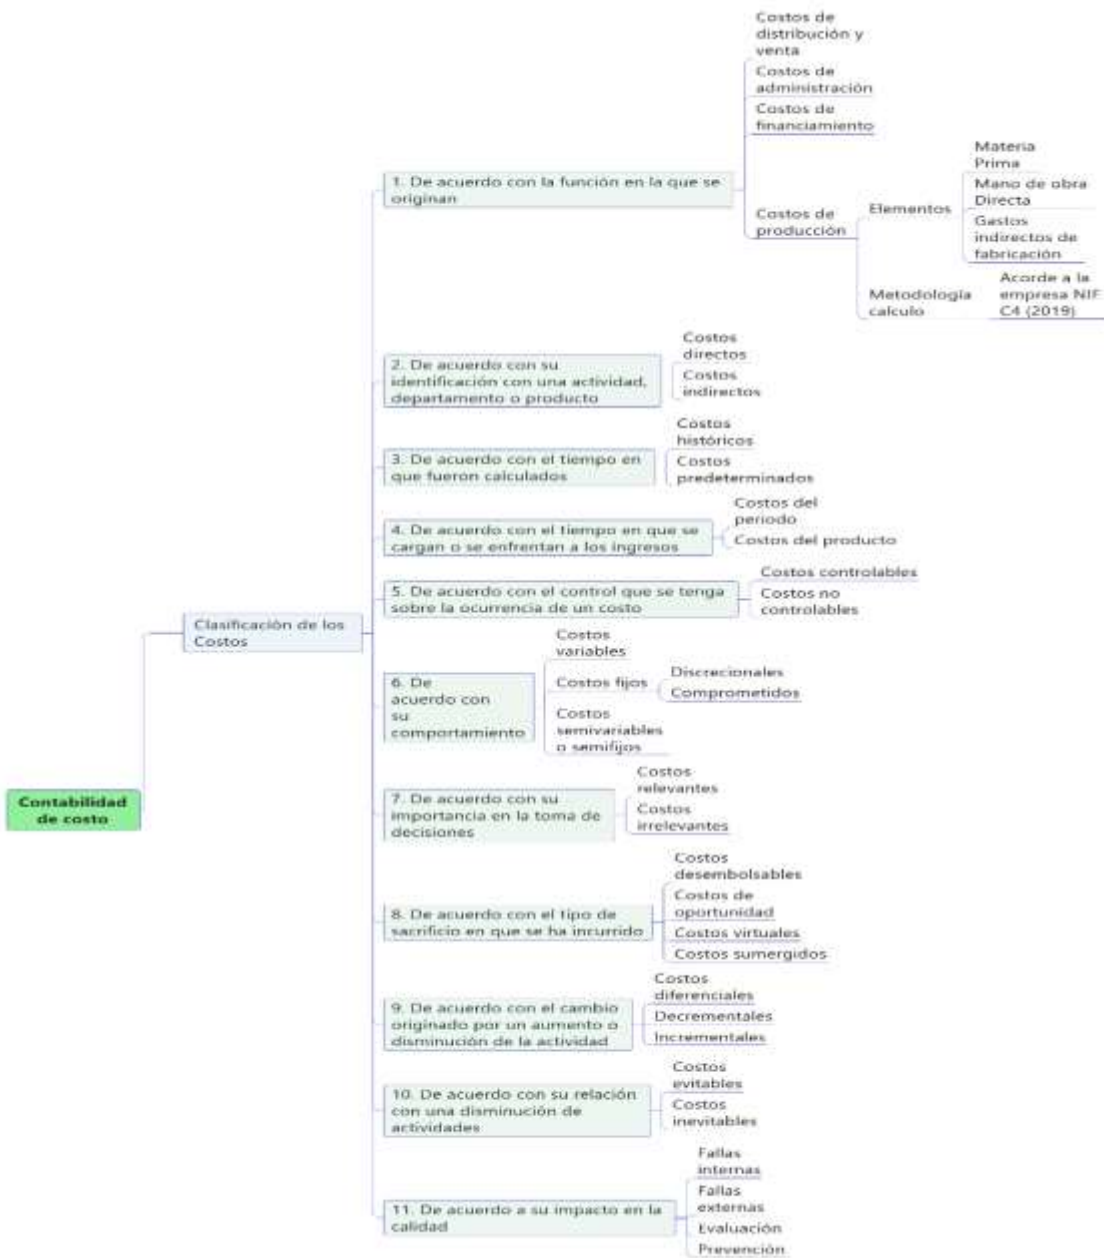 Contabilidad
de costo
Clasificación de los
Costos
1. De acuerdo con la función en la que se
originan
Costos de
distribución y
venta
Costos de
administración
Costos de
financiamiento
Costos de
producción
Elementos
Materia
Prima
Mano de obra
Directa
Gastos
indirectos de
fabricación
Metodología
calculo
Acorde a la
empresa NIF
C4 (2019)
2. De acuerdo con su
identificación con una actividad,
departamento o producto
Costos
directos
Costos
indirectos
3. De acuerdo con el tiempo en
que fueron calculados
Costos
históricos
Costos
predeterminados
4. De acuerdo con el tiempo en que se
cargan o se enfrentan a los ingresos
Costos del
periodo
Costos del producto
5. De acuerdo con el control que se tenga
sobre la ocurrencia de un costo
Costos controlables
Costos no
controlables
6. De
acuerdo con
su
comportamiento
Costos
variables
Costos fijos
Discrecionales
Comprometidos
Costos
semivariables
o semifijos
7. De acuerdo con su
importancia en la toma de
decisiones
Costos
relevantes
Costos
irrelevantes
8. De acuerdo con el tipo de
sacrificio en que se ha incurrido
Costos
desembolsables
Costos de
oportunidad
Costos virtuales
Costos sumergidos
9. De acuerdo con el cambio
originado por un aumento o
disminución de la actividad
Costos
diferenciales
Decrementales
Incrementales
10. De acuerdo con su relación
con una disminución de
actividades
Costos
evitables
Costos
inevitables
11. De acuerdo a su impacto en la
calidad
Fallas
internas
Fallas
externas
Evaluación
Prevención